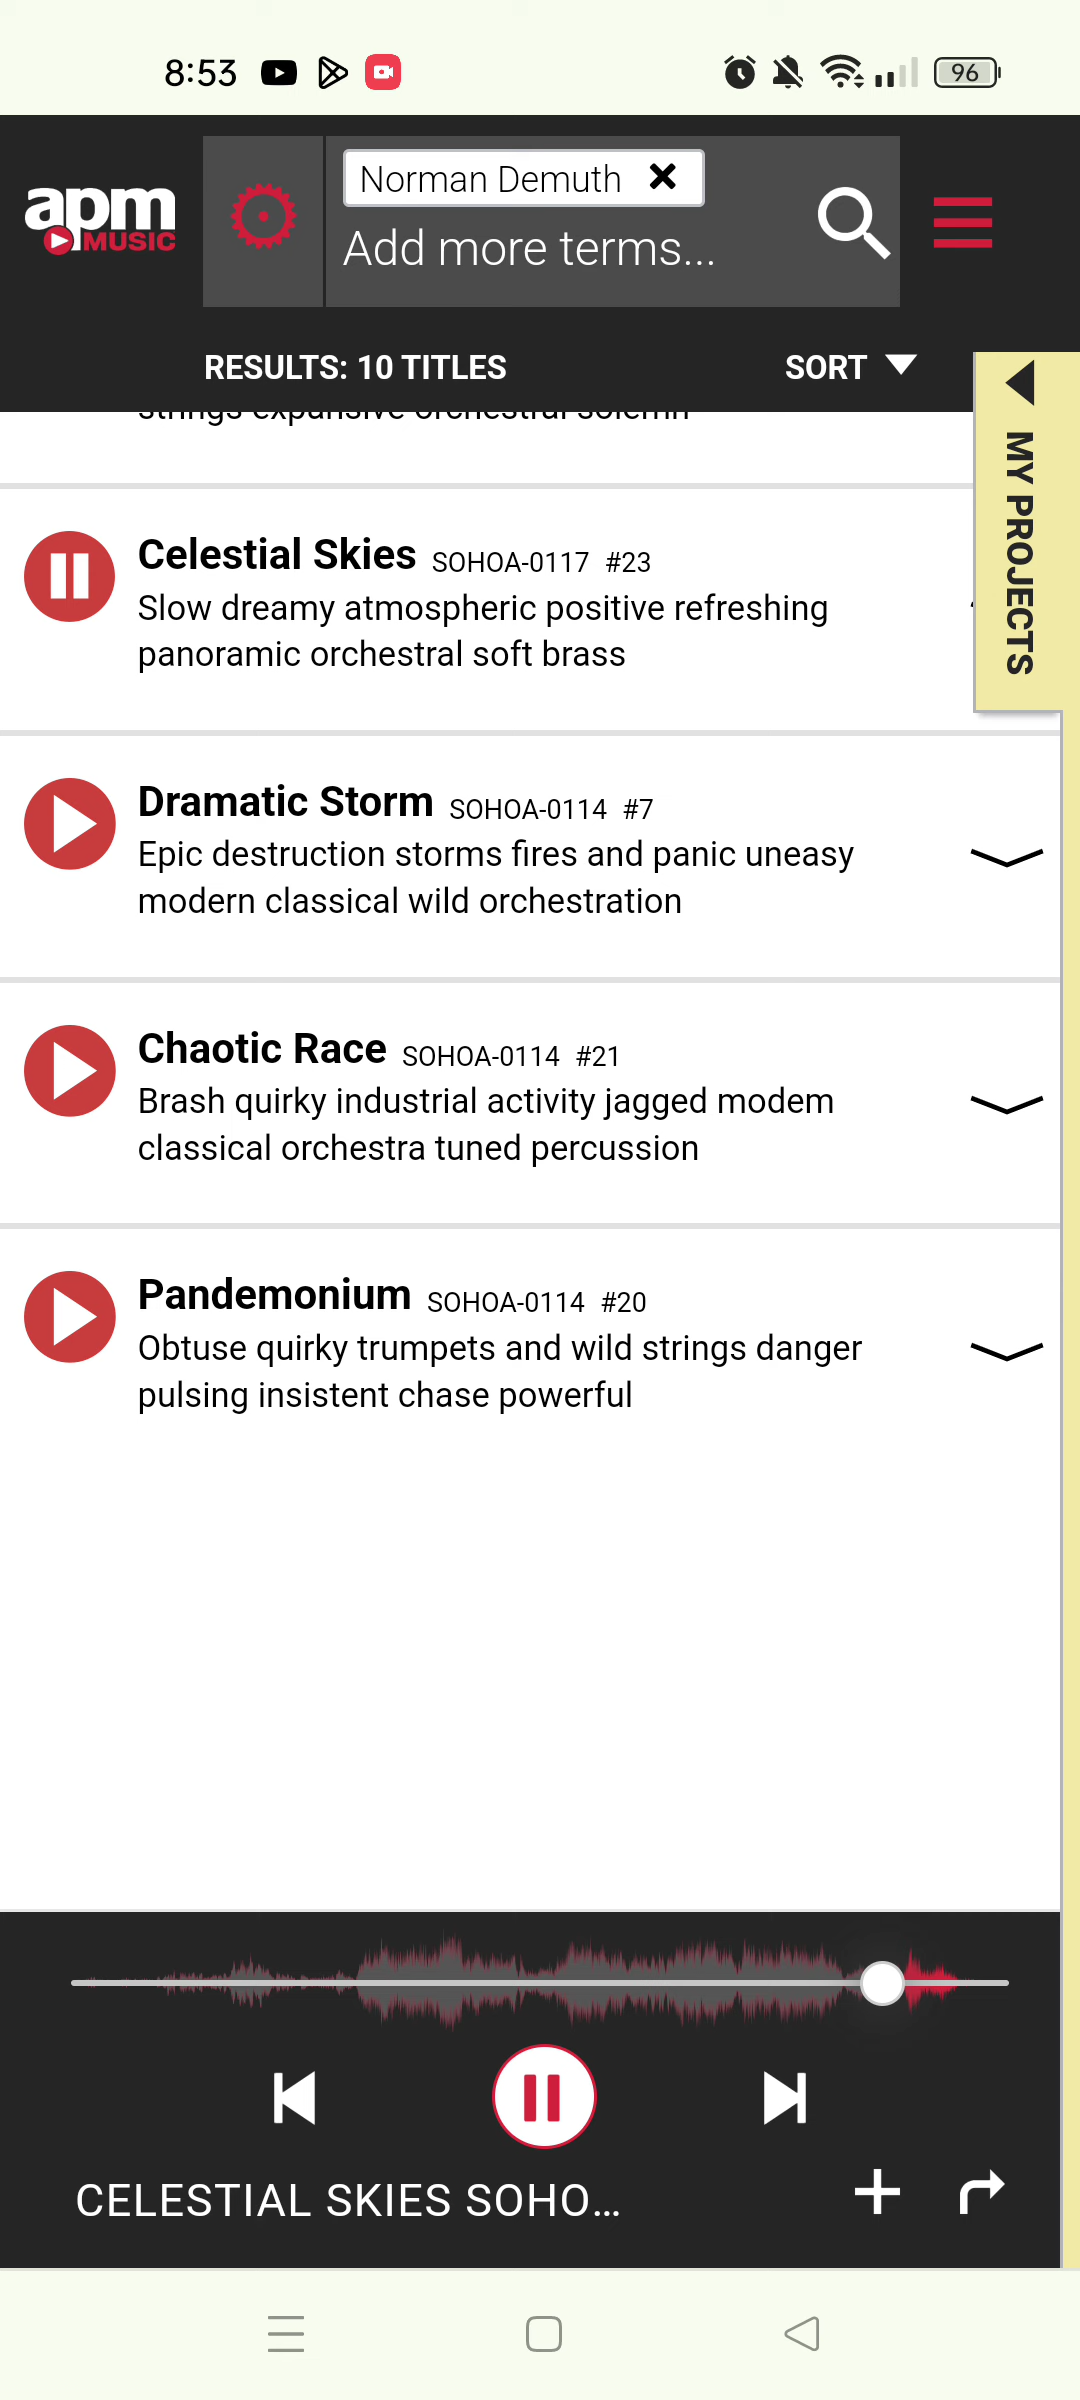 8:53
96
apm
MUSIC
Norman Demuth
Add more terms...
RESULTS: 10 TITLES
SORT
MY PROJECTS
strings expansive orchestral solemn
Celestial Skies SOHOA-0117 #23
Slow dreamy atmospheric positive refreshing
panoramic orchestral soft brass
Dramatic Storm SOHOA-0114 #7
Epic destruction storms fires and panic uneasy
modern classical wild orchestration
Chaotic Race SOHOA-0114 #21
Brash quirky industrial activity jagged modem
classical orchestra tuned percussion
Pandemonium SOHOA-0114 #20
Obtuse quirky trumpets and wild strings danger
pulsing insistent chase powerful
CELESTIAL SKIES SOHO...